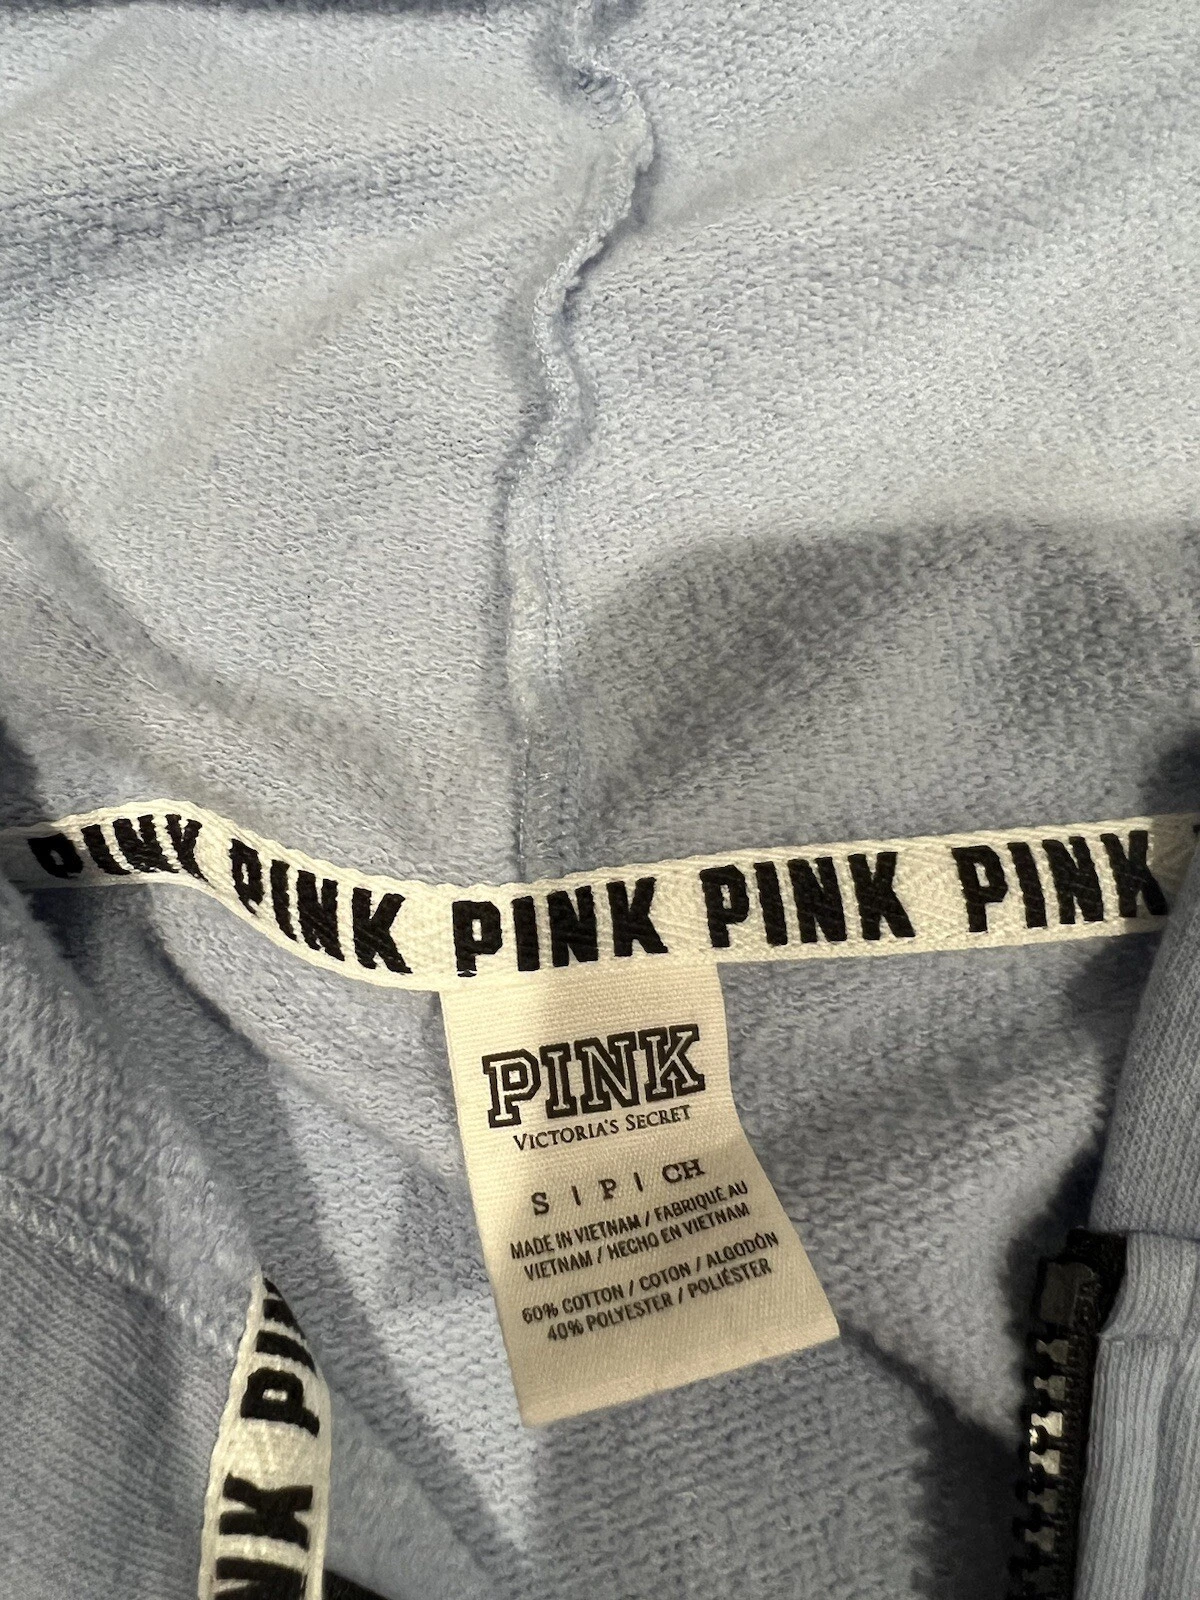 PINK PINK PINK PINK PINK
PINK
VICTORIA'S SECRET
S | P | CH
MADE IN VIETNAM / FABRIQUÉ AU
VIETNAM / HECHO EN VIETNAM
60% COTTON / COTON / ALGODÓN
40% POLYESTER / POLIÉSTER
PINK
NK